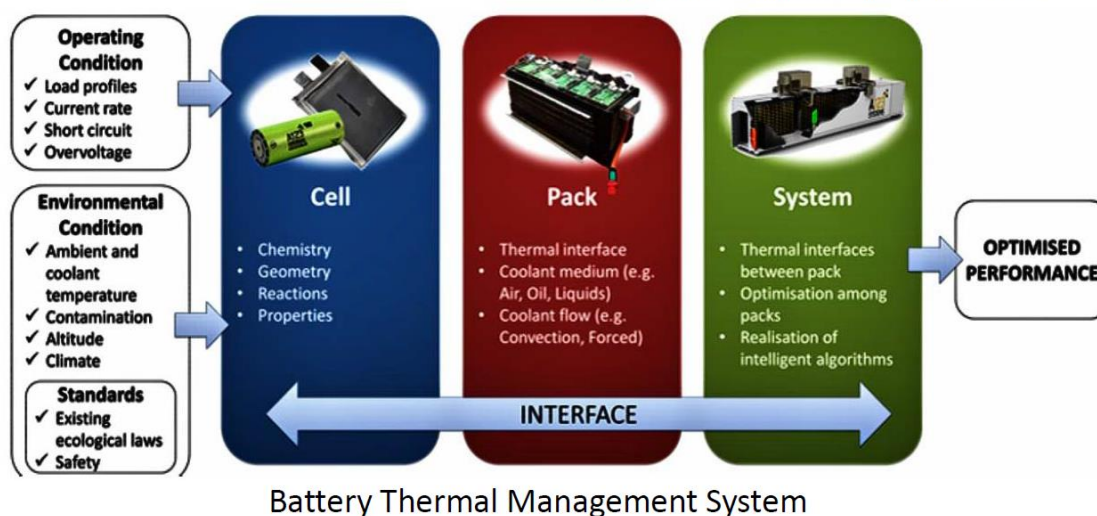 Operating
Condition
✓ Load profiles
✓ Current rate
✓ Short circuit
✓ Overvoltage
Environmental
Condition
✓ Ambient and
coolant
temperature
✓ Contamination
✓ Altitude
✓ Climate
Standards
✓ Existing
ecological laws
✓ Safety
Cell
• Chemistry
• Geometry
• Reactions
• Properties
Pack
• Thermal interface
• Coolant medium (e.g.
Air, Oil, Liquids)
• Coolant flow (e.g.
Convection, Forced)
System
• Thermal interfaces
between pack
• Optimisation among
packs
• Realisation of
intelligent algorithms
INTERFACE
OPTIMISED
PERFORMANCE
Battery Thermal Management System